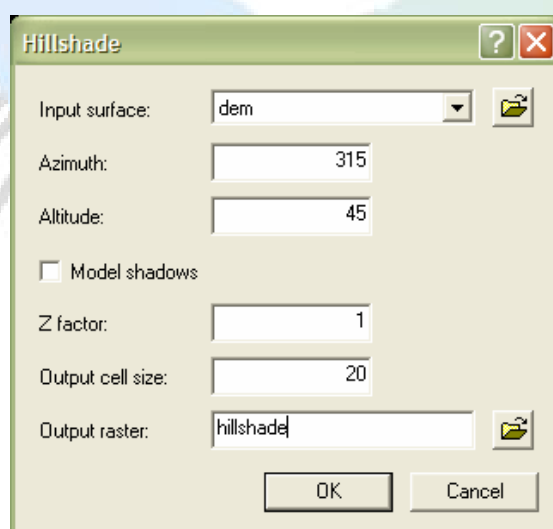 Hillshade
Input surface: dem
Azimuth: 315
Altitude: 45
Model shadows
Z factor: 1
Output cell size: 20
Output raster: hillshade
OK Cancel